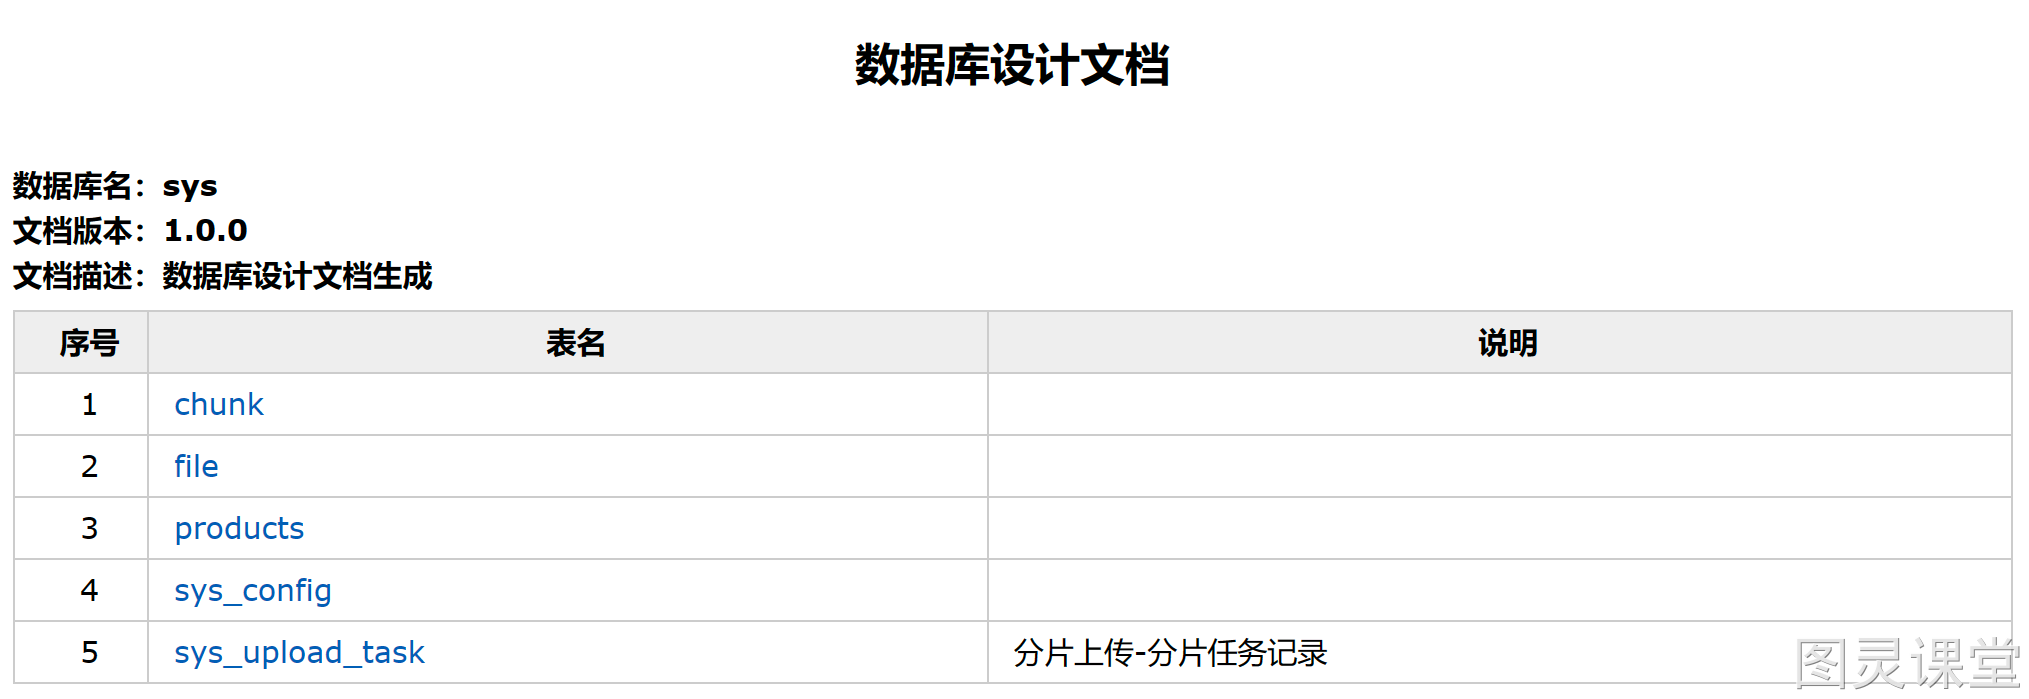 数据库设计文档
数据库名：sys
文档版本：1.0.0
文档描述：数据库设计文档生成
序号 表名 说明
1 chunk
2 file
3 products
4 sys_config
5 sys_upload_task 分片上传-分片任务记录
图灵课堂